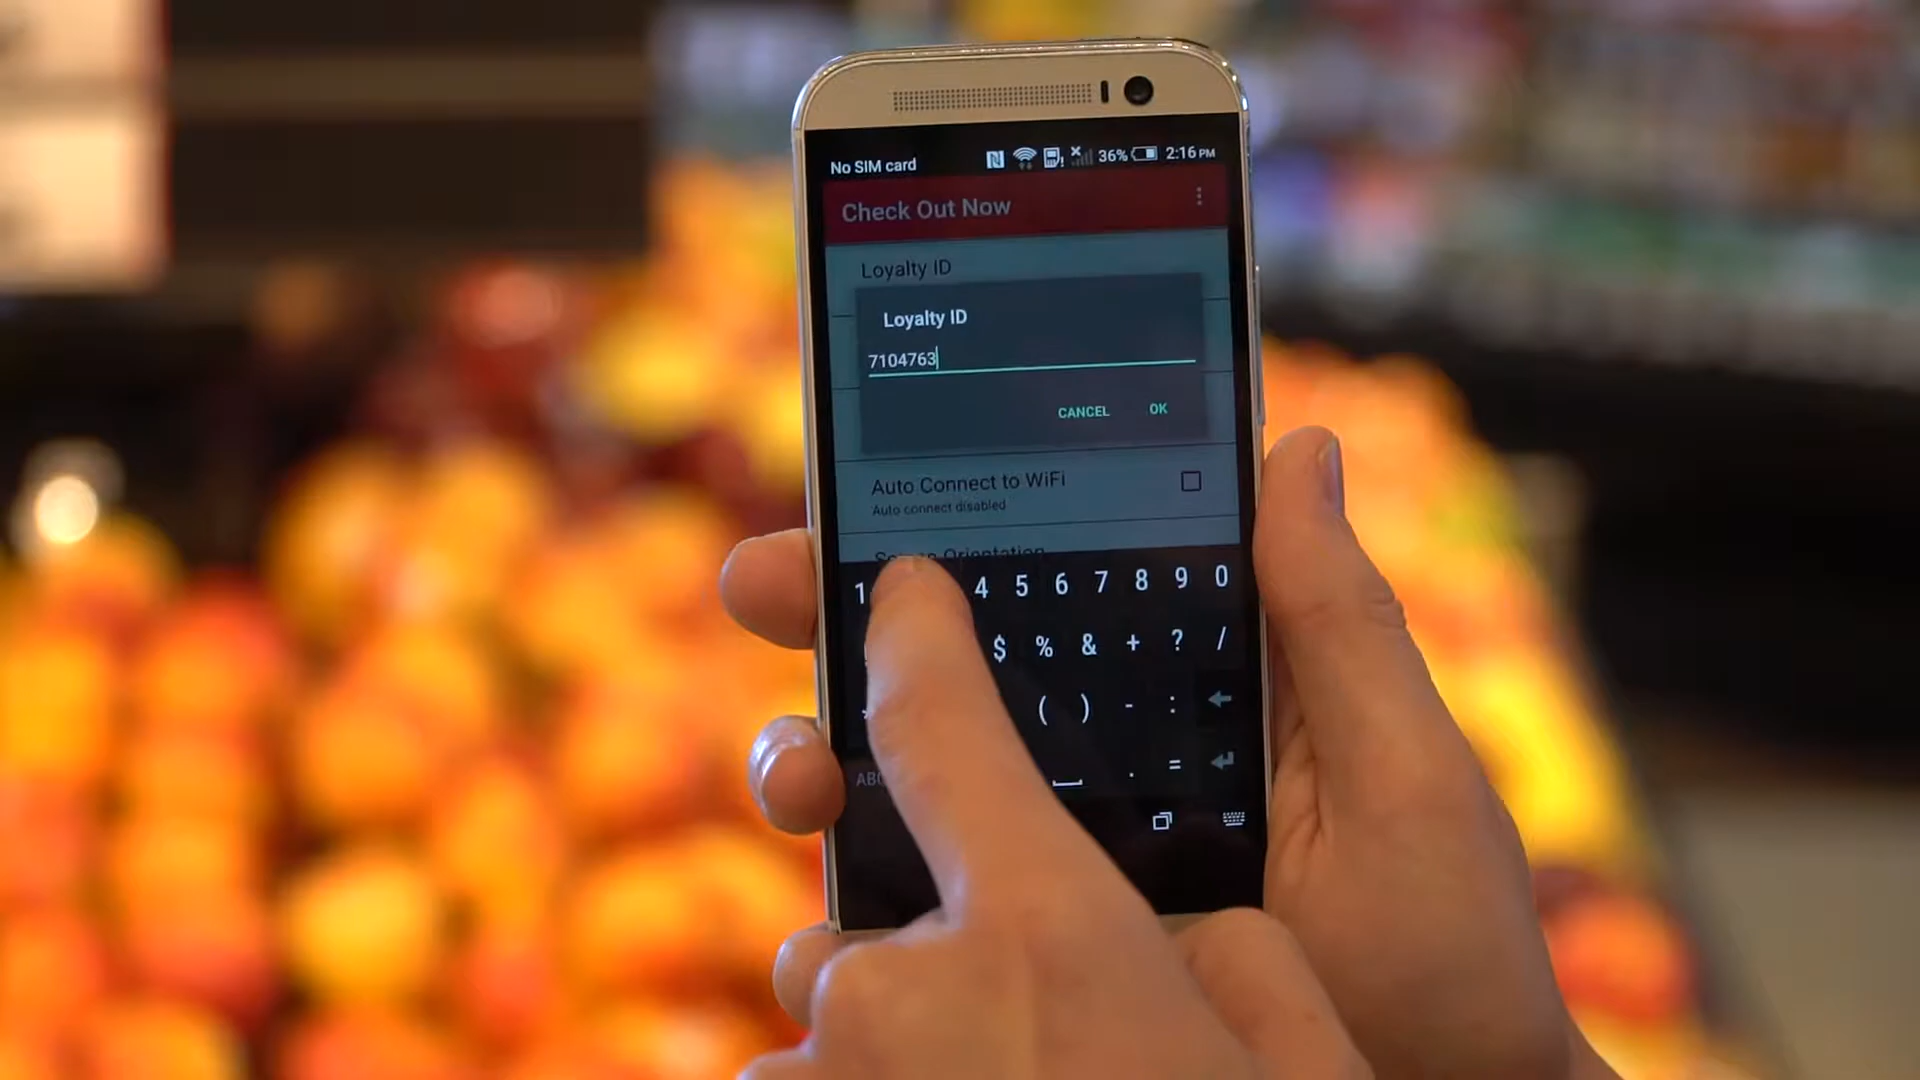 No SIM card 36% 2:16 PM
Check Out Now
Loyalty ID
Loyalty ID
7104763
CANCEL OK
Auto Connect to WiFi
Auto connect disabled
Orientation
1 4 5 6 7 8 9 0
$ % & + ? /
( ) - :
. =